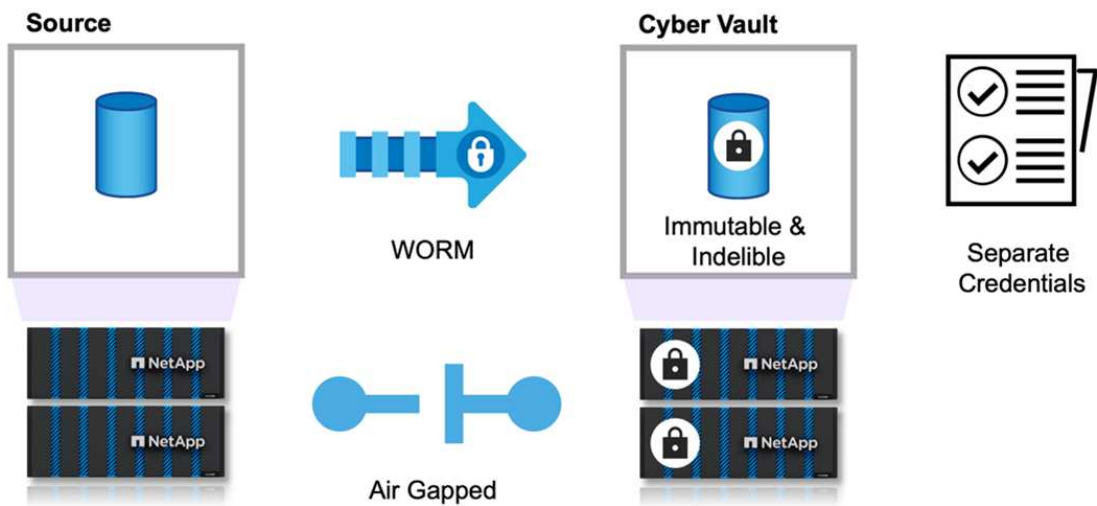 Source
Cyber Vault
WORM
Immutable &
Indelible
Separate
Credentials
NetApp
NetApp
Air Gapped
NetApp
NetApp